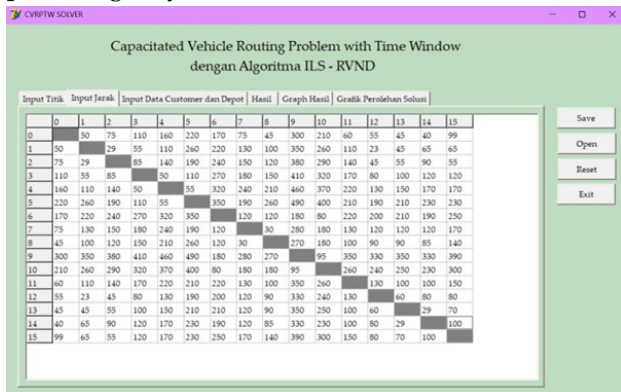 CVRPTW SOLVER
Capacitated Vehicle Routing Problem with Time Window
dengan Algoritma ILS - RVND
Input Titik Input Jarak Input Data Customer dan Depot Hasil Graph Hasil Grafik Perolehan Solusi
Save
Open
Reset
Exit
0 1 2 3 4 5 6 7 8 9 10 11 12 13 14 15
0 50 75 110 160 220 170 75 45 300 210 60 55 45 40 99
1 50 29 55 110 260 220 130 100 350 260 110 23 45 65 65
2 75 29 85 140 190 240 150 120 380 290 140 45 55 90 55
3 110 55 85 50 110 270 180 150 410 320 170 80 100 120 120
4 160 110 140 50 55 320 240 210 460 370 220 130 150 170 170
5 220 260 190 110 55 350 190 260 490 400 210 190 210 230 230
6 170 220 240 270 320 350 120 120 180 80 220 200 210 190 250
7 75 130 150 180 240 190 120 30 280 180 130 120 120 120 170
8 45 100 120 150 210 260 120 30 270 180 100 90 90 85 140
9 300 350 380 410 460 490 180 280 270 95 350 330 350 330 390
10 210 260 290 320 370 400 80 180 180 95 260 240 250 230 300
11 60 110 140 170 220 210 220 130 100 350 260 130 100 100 150
12 55 23 45 80 130 190 200 120 90 330 240 130 60 80 80
13 45 45 55 100 150 210 210 120 90 350 250 100 60 29 70
14 40 65 90 120 170 230 190 120 85 330 230 100 80 29 100
15 99 65 55 120 170 230 250 170 140 390 300 150 80 70 100